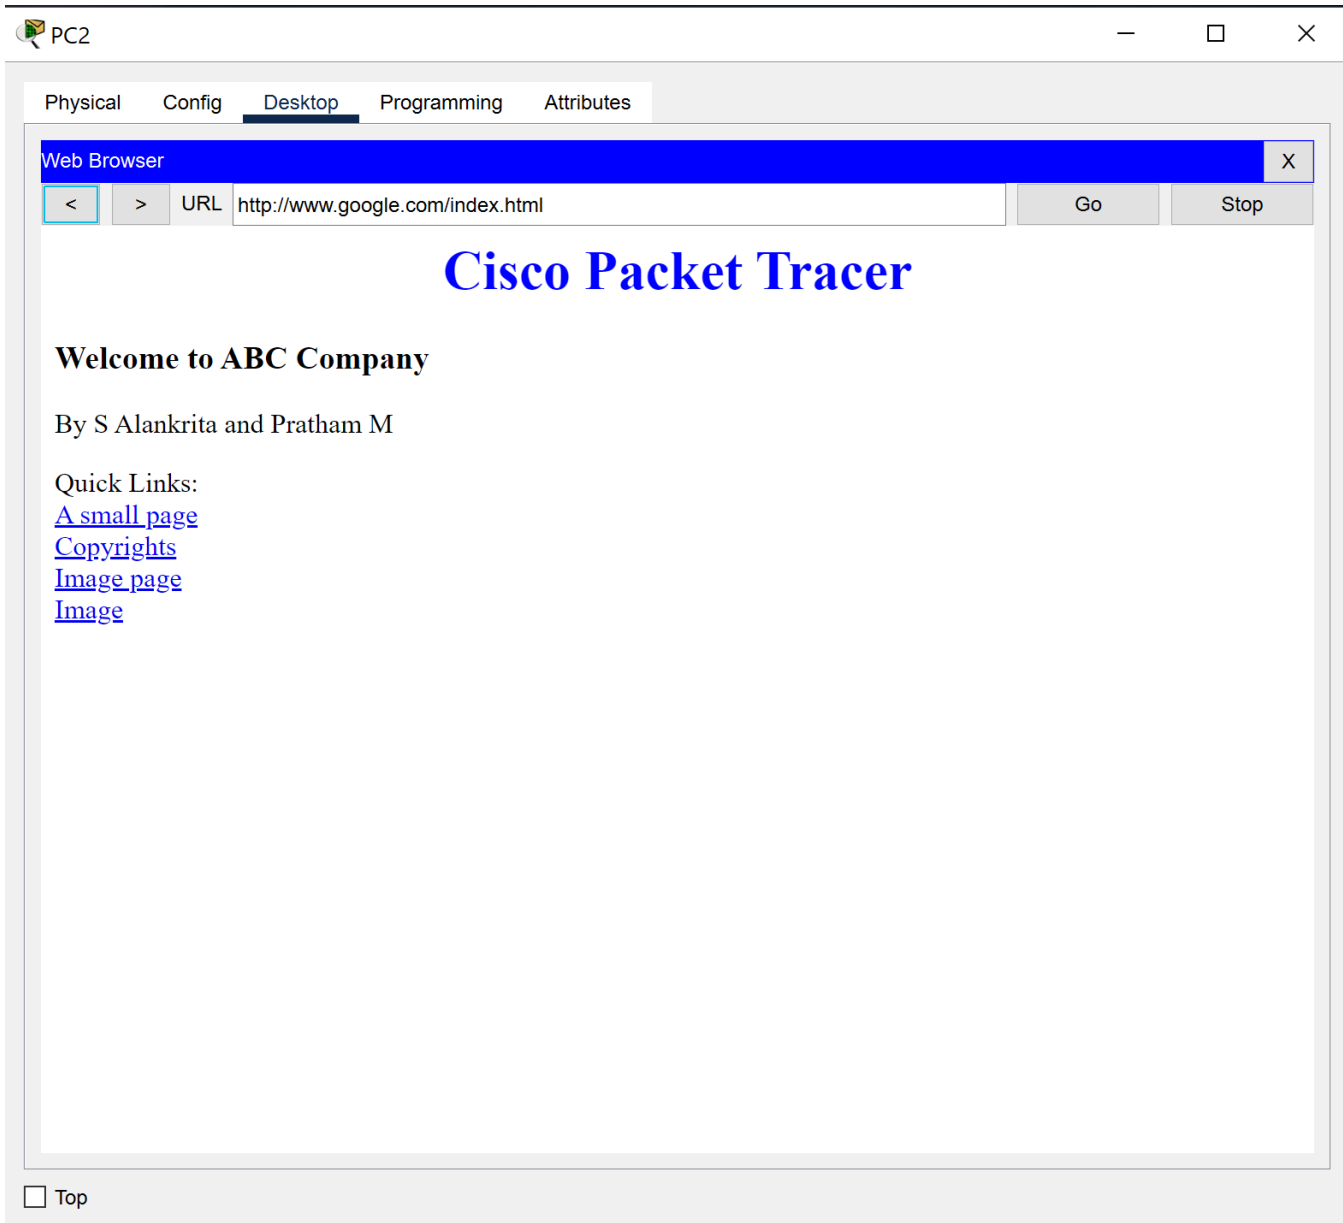 PC2
Physical Config Desktop Programming Attributes
Web Browser X
< > URL http://www.google.com/index.html Go Stop
Cisco Packet Tracer
Welcome to ABC Company
By S Alankrita and Pratham M
Quick Links:
A small page
Copyrights
Image page
Image
Top